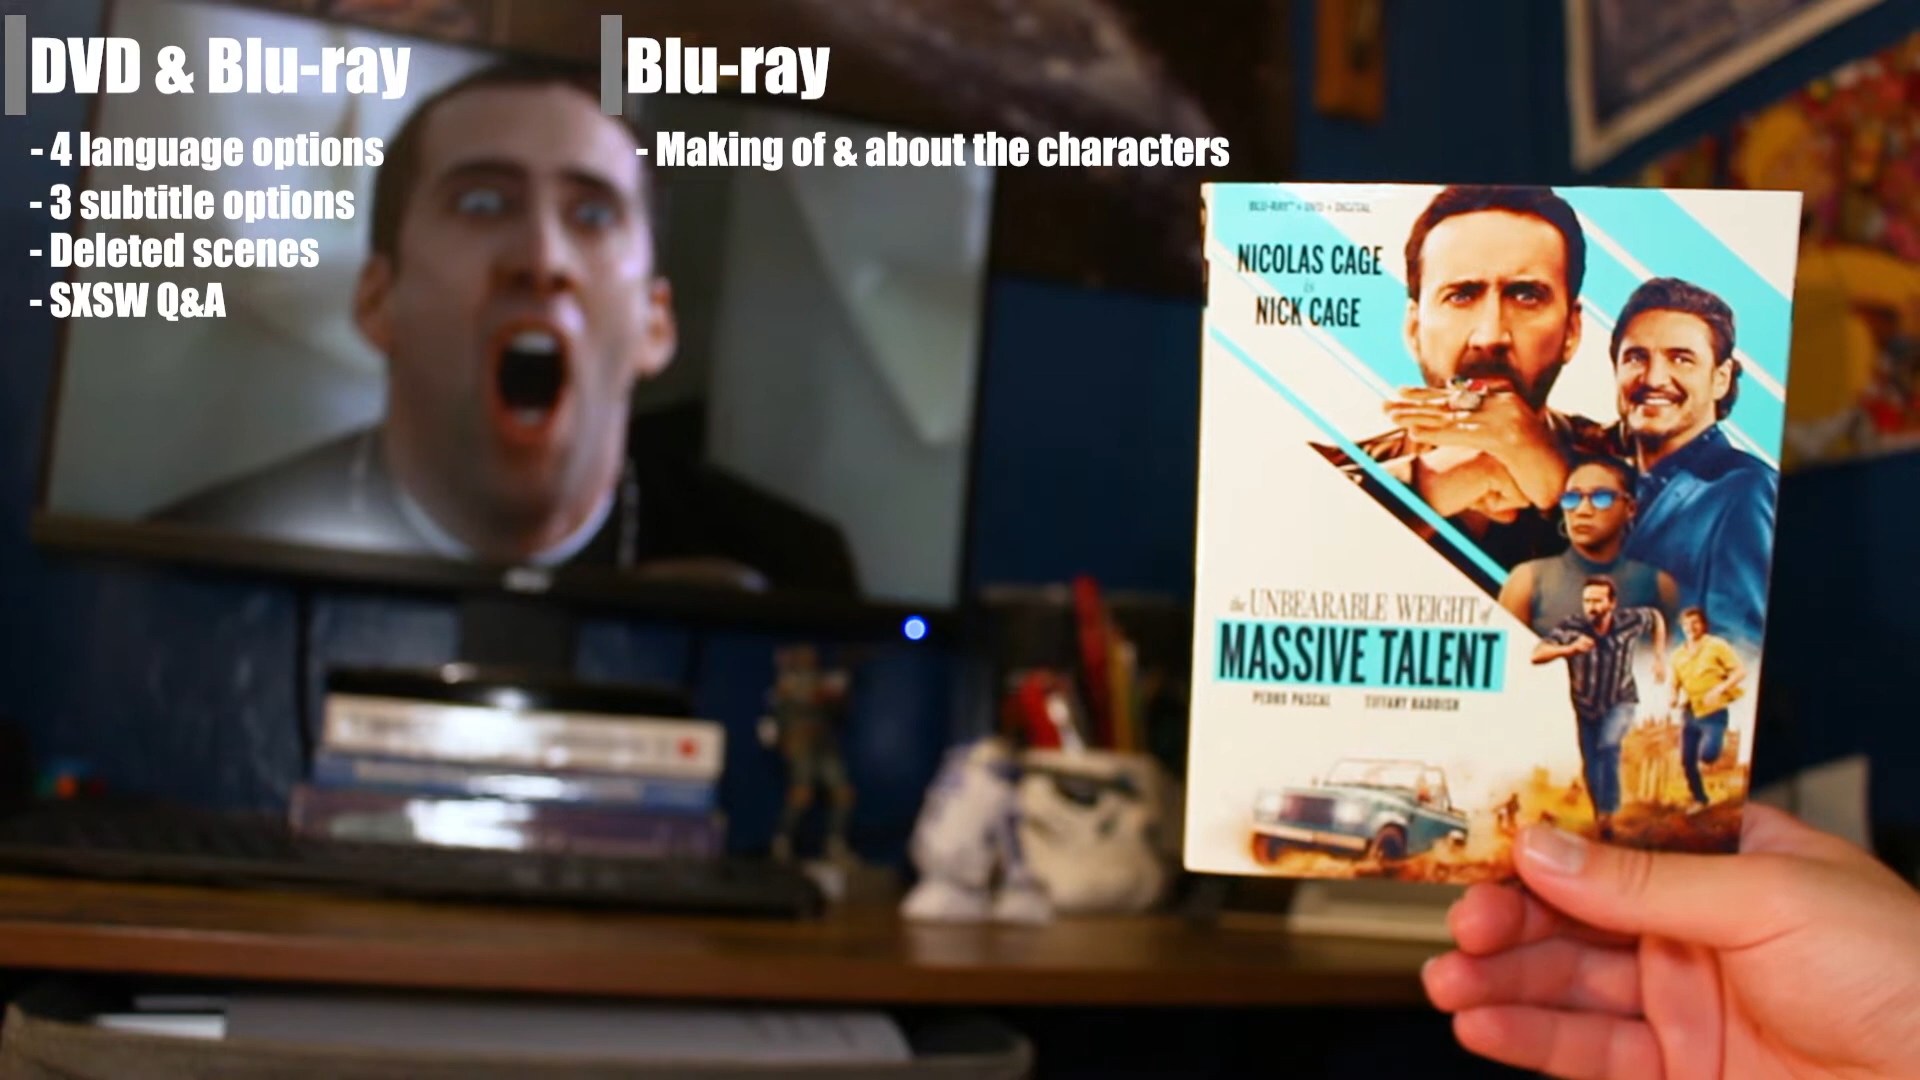 DVD & Blu-ray
- 4 language options
- 3 subtitle options
- Deleted scenes
- SXSW Q&A
Blu-ray
- Making of & about the characters
BLU-RAY™ + DVD + DIGITAL
NICOLAS CAGE
is
NICK CAGE
the UNBEARABLE WEIGHT of
MASSIVE TALENT
PEDRO PASCAL TIFFANY HADDISH